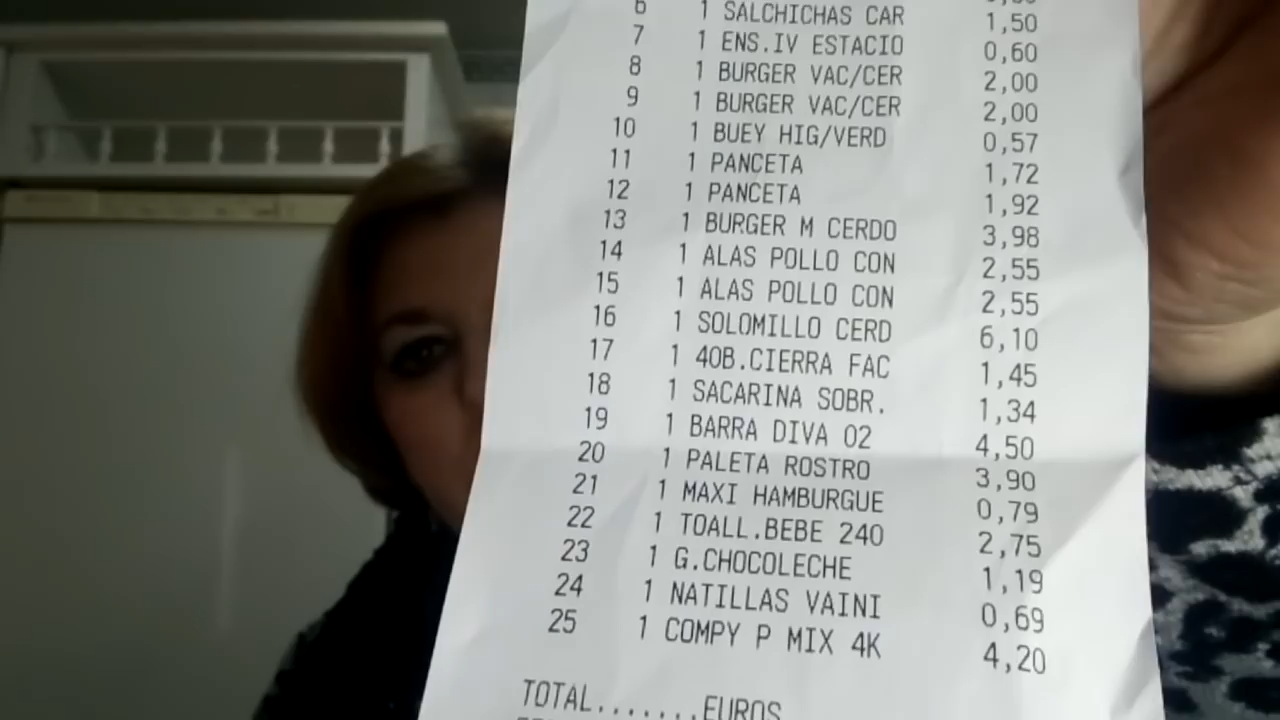 6 1 SALCHICHAS CAR 1,50
7 1 ENS.IV ESTACIO 0,60
8 1 BURGER VAC/CER 2,00
9 1 BURGER VAC/CER 2,00
10 1 BUEY HIG/VERD 0,57
11 1 PANCETA 1,72
12 1 PANCETA 1,92
13 1 BURGER M CERDO 3,98
14 1 ALAS POLLO CON 2,55
15 1 ALAS POLLO CON 2,55
16 1 SOLOMILLO CERD 6,10
17 1 40B.CIERRA FAC 1,45
18 1 SACARINA SOBR. 1,34
19 1 BARRA DIVA 02 4,50
20 1 PALETA ROSTRO 3,90
21 1 MAXI HAMBURGUE 0,79
22 1 TOALL.BEBE 240 2,75
23 1 G.CHOCOLECHE 1,19
24 1 NATILLAS VAINI 0,69
25 1 COMPY P MIX 4K 4,20
TOTAL.......EUROS